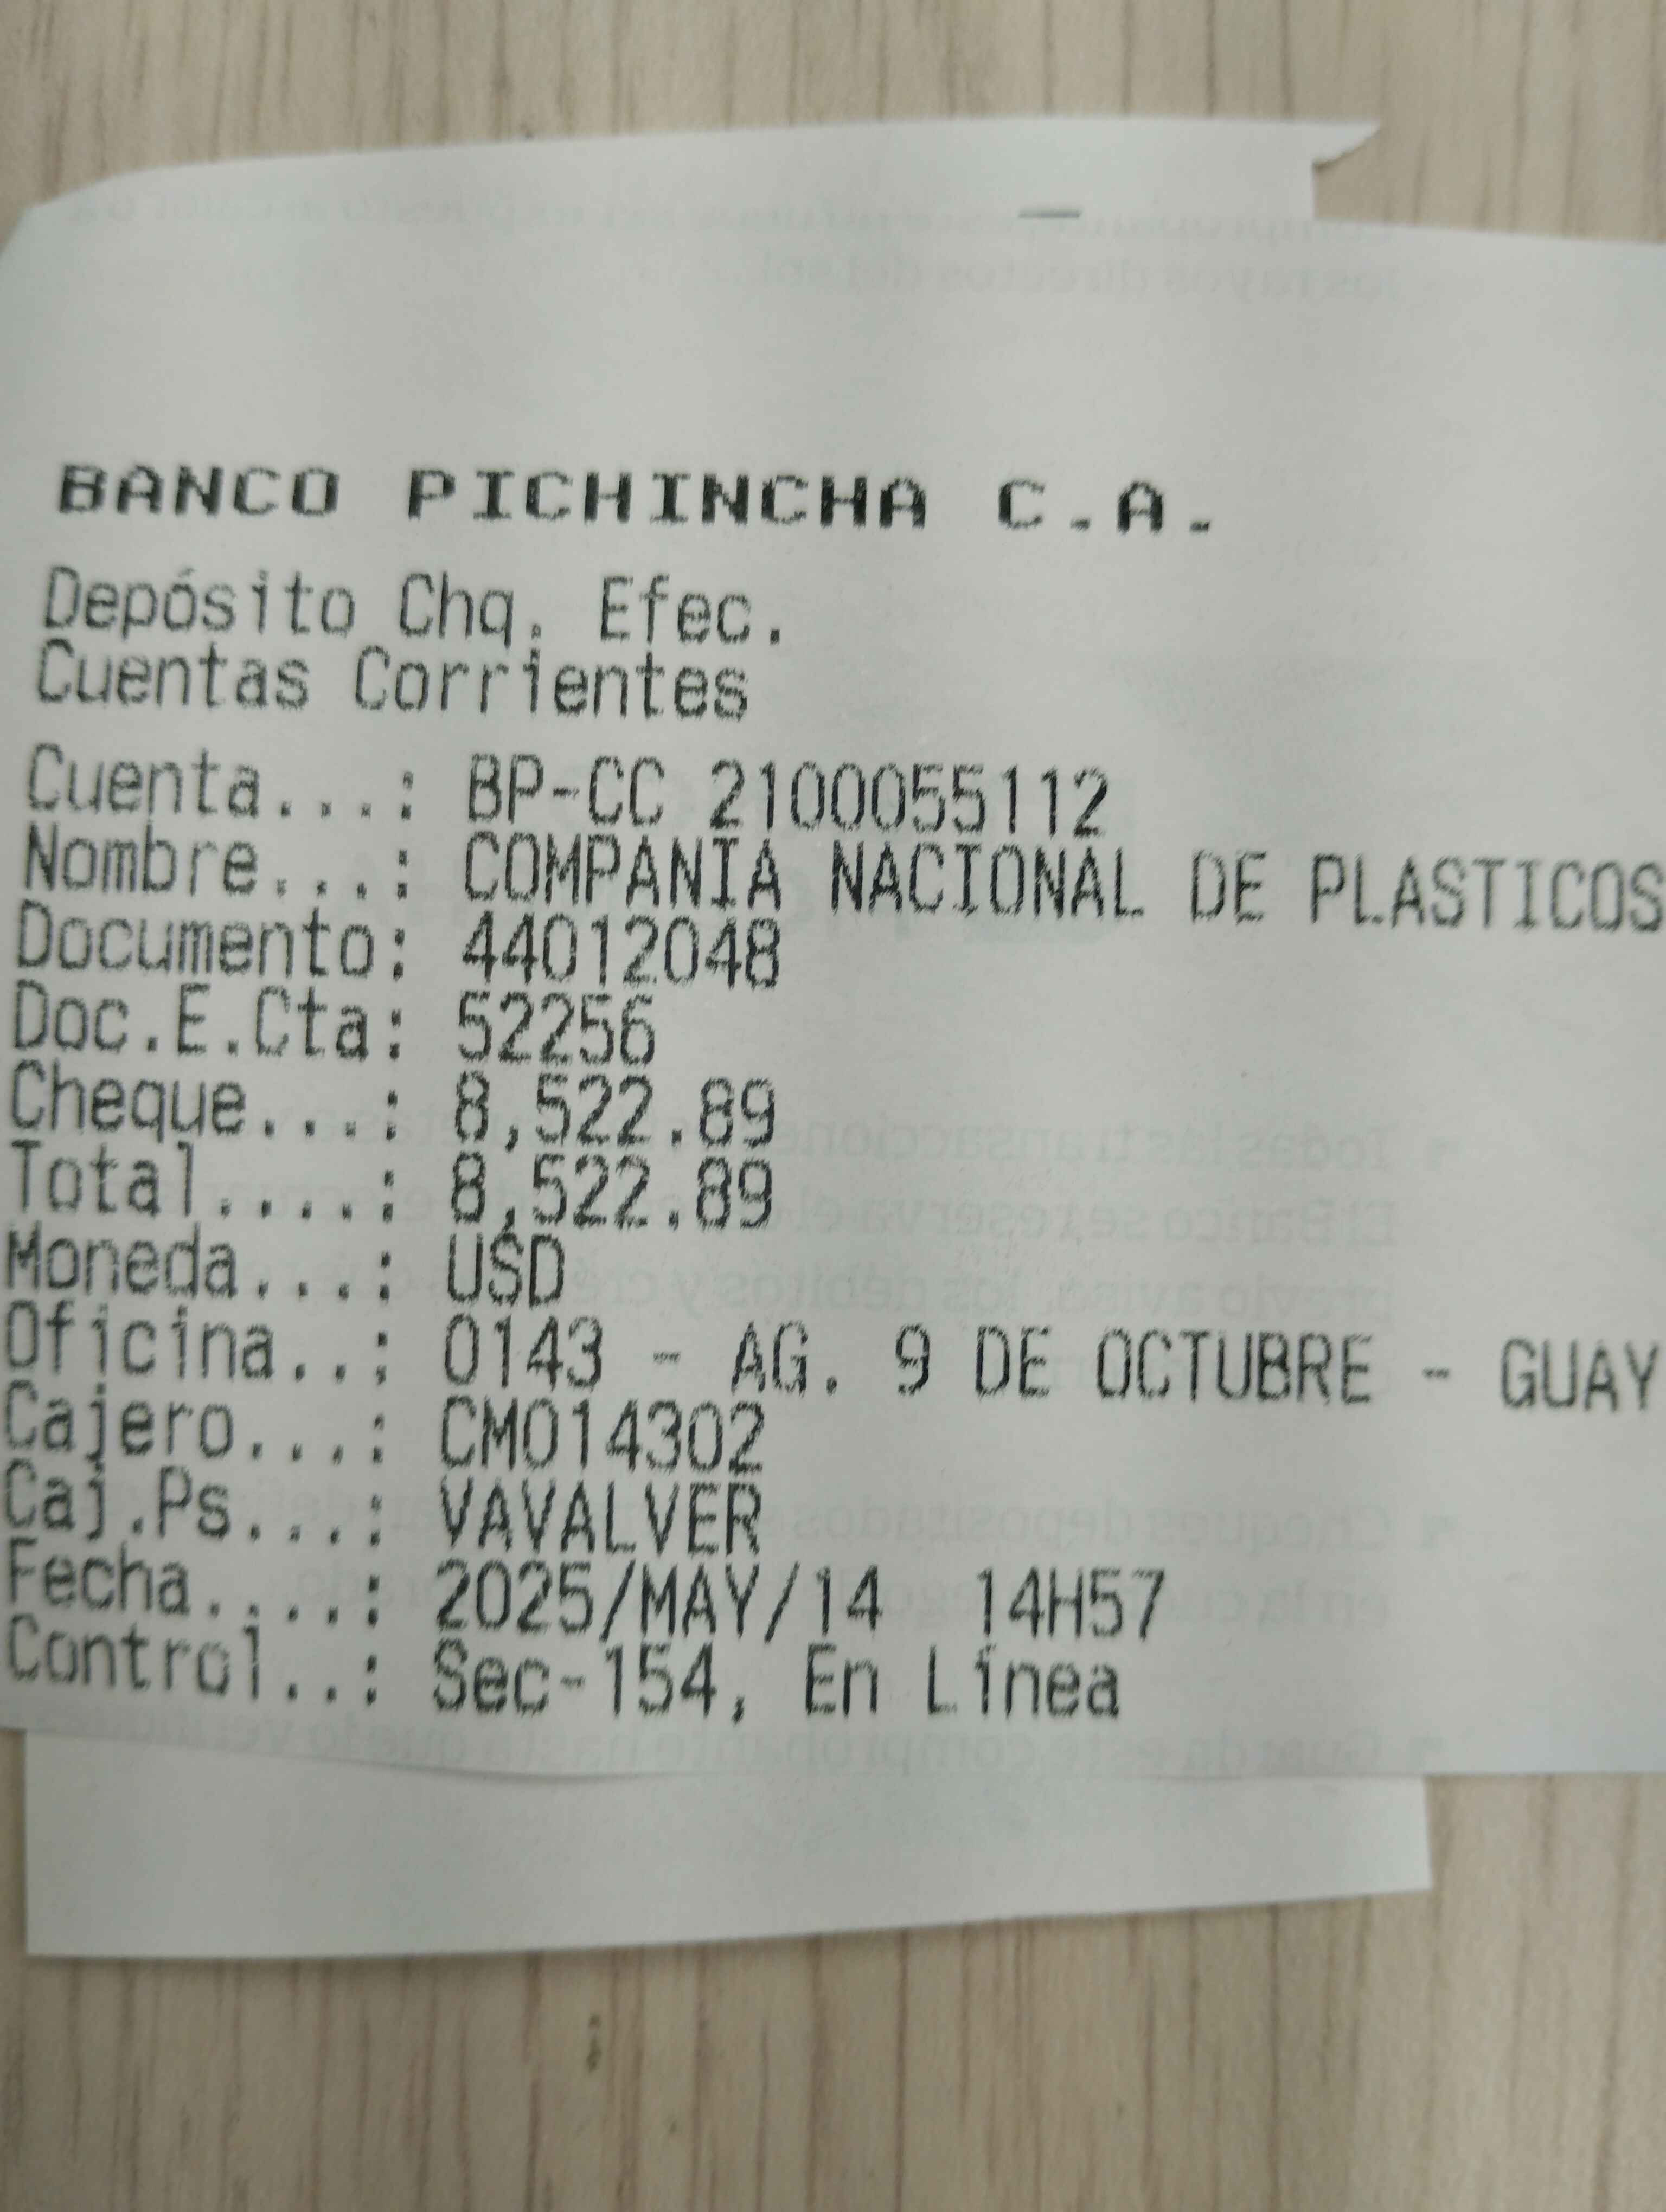 BANCO PICHINCHA C.A.
Depósito Chq. Efec.
Cuentas Corrientes
Cuenta...: BP-CC 2100055112
Nombre...: COMPANIA NACIONAL DE PLASTICOS
Documento: 44012048
Doc.E.Cta: 52256
Cheque...: 8,522.89
Total....: 8,522.89
Moneda...: USD
Oficina..: 0143 - AG. 9 DE OCTUBRE - GUAY
Cajero...: CM014302
Caj.Ps...: VAVALVER
Fecha....: 2025/MAY/14 14H57
Control..: Sec-154, En Línea